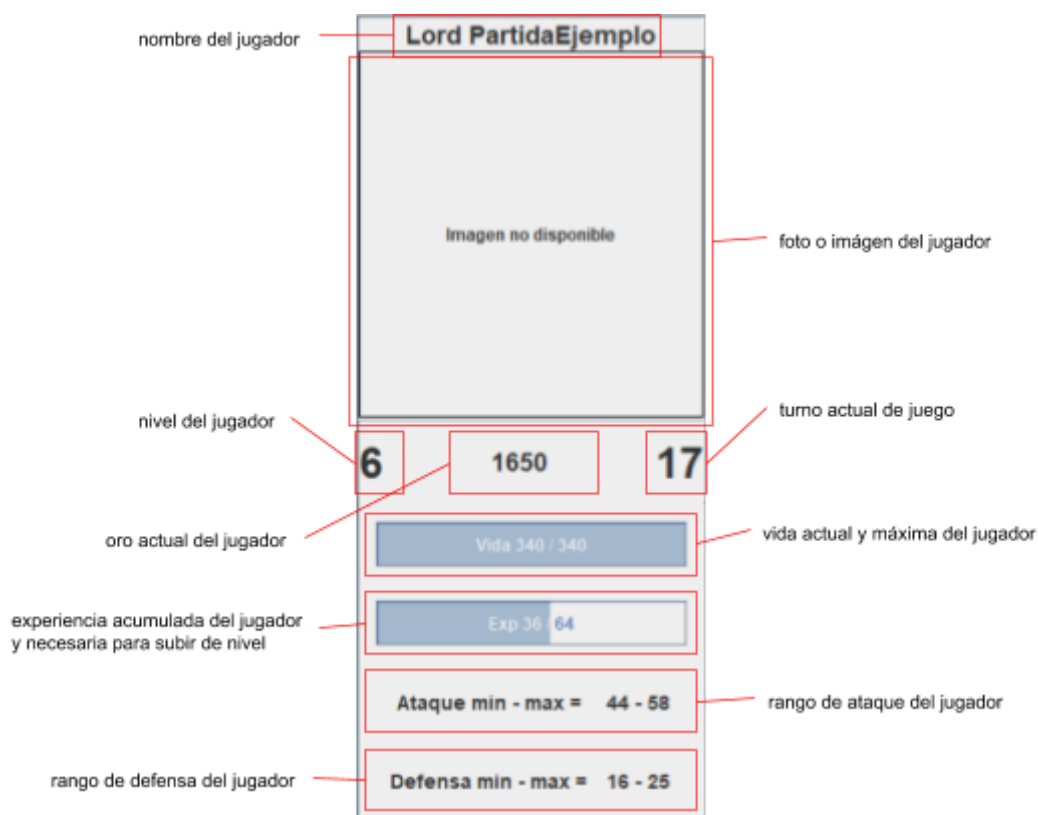 nombre del jugador
Lord PartidaEjemplo
Imagen no disponible
foto o imágen del jugador
nivel del jugador
turno actual de juego
6
1650
17
oro actual del jugador
Vida 340 / 340
vida actual y máxima del jugador
experiencia acumulada del jugador
y necesaria para subir de nivel
Exp 36 / 64
Ataque min - max = 44 - 58
rango de ataque del jugador
rango de defensa del jugador
Defensa min - max = 16 - 25